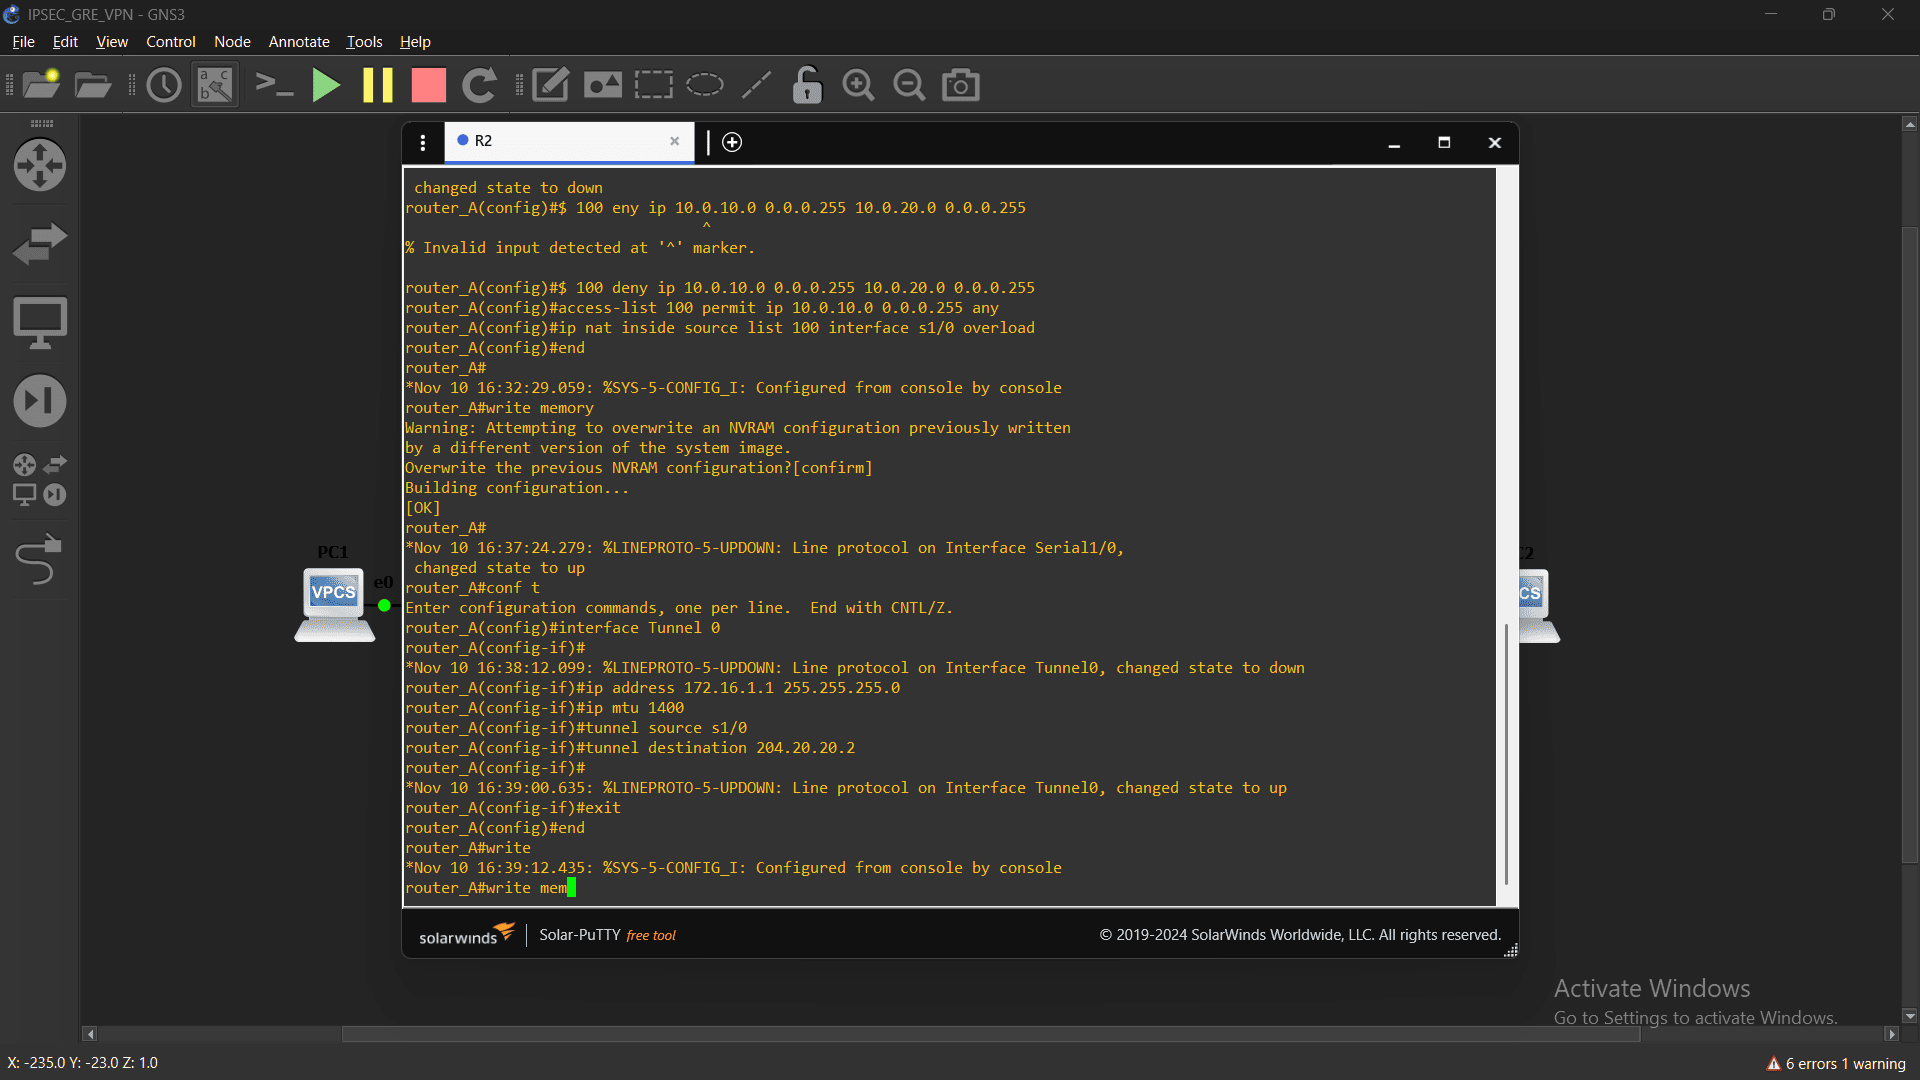 IPSEC_GRE_VPN - GNS3
File Edit View Control Node Annotate Tools Help
R2
changed state to down
router_A(config)#$ 100 eny ip 10.0.10.0 0.0.0.255 10.0.20.0 0.0.0.255
^
% Invalid input detected at '^' marker.
router_A(config)#$ 100 deny ip 10.0.10.0 0.0.0.255 10.0.20.0 0.0.0.255
router_A(config)#access-list 100 permit ip 10.0.10.0 0.0.0.255 any
router_A(config)#ip nat inside source list 100 interface s1/0 overload
router_A(config)#end
router_A#
*Nov 10 16:32:29.059: %SYS-5-CONFIG_I: Configured from console by console
router_A#write memory
Warning: Attempting to overwrite an NVRAM configuration previously written
by a different version of the system image.
Overwrite the previous NVRAM configuration?[confirm]
Building configuration...
[OK]
router_A#
*Nov 10 16:37:24.279: %LINEPROTO-5-UPDOWN: Line protocol on Interface Serial1/0,
changed state to up
router_A#conf t
Enter configuration commands, one per line.  End with CNTL/Z.
router_A(config)#interface Tunnel 0
router_A(config-if)#
*Nov 10 16:38:12.099: %LINEPROTO-5-UPDOWN: Line protocol on Interface Tunnel0, changed state to down
router_A(config-if)#ip address 172.16.1.1 255.255.255.0
router_A(config-if)#ip mtu 1400
router_A(config-if)#tunnel source s1/0
router_A(config-if)#tunnel destination 204.20.20.2
router_A(config-if)#
*Nov 10 16:39:00.635: %LINEPROTO-5-UPDOWN: Line protocol on Interface Tunnel0, changed state to up
router_A(config-if)#exit
router_A(config)#end
router_A#write
*Nov 10 16:39:12.435: %SYS-5-CONFIG_I: Configured from console by console
router_A#write mem
PC1
VPCS
e0
C2
CS
solarwinds Solar-PuTTY free tool
© 2019-2024 SolarWinds Worldwide, LLC. All rights reserved.
Activate Windows
Go to Settings to activate Windows.
X: -235.0 Y: -23.0 Z: 1.0
6 errors 1 warning